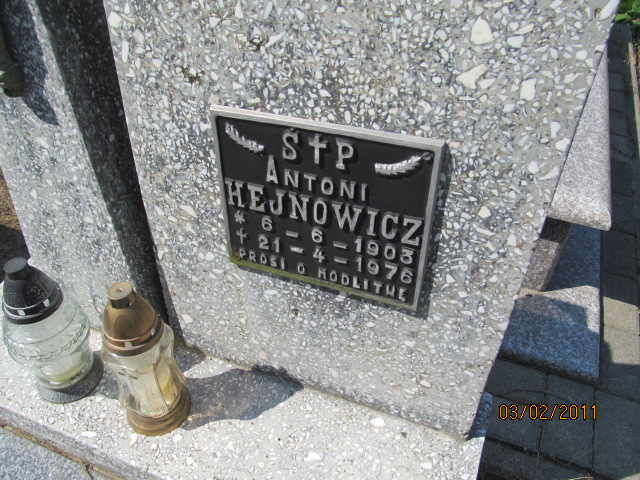 Ś✝P
ANTONI
HEJNOWICZ
* 6-6-1903
+ 21-4-1976
PROSI O MODLITWĘ
03/02/2011